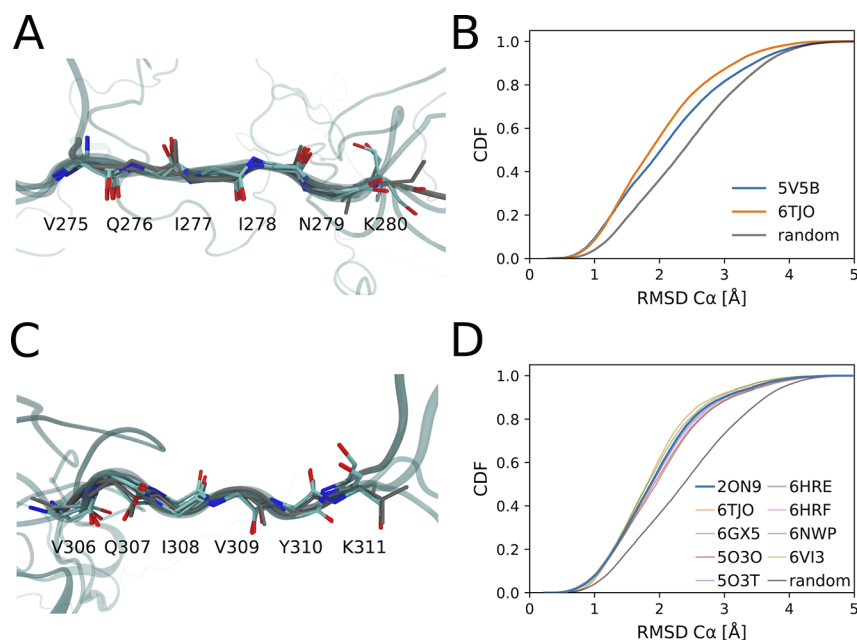 A
V275 Q276 I277 I278 N279 K280
B
1.0
0.8
0.6
0.4
0.2
0.0
CDF
5V5B
6TJO
random
0 1 2 3 4 5
RMSD Cα [Å]
C
V306 Q307 I308 V309 Y310 K311
D
1.0
0.8
0.6
0.4
0.2
0.0
CDF
2ON9 6HRE
6TJO 6HRF
6GX5 6NWP
5O3O 6VI3
5O3T random
0 1 2 3 4 5
RMSD Cα [Å]